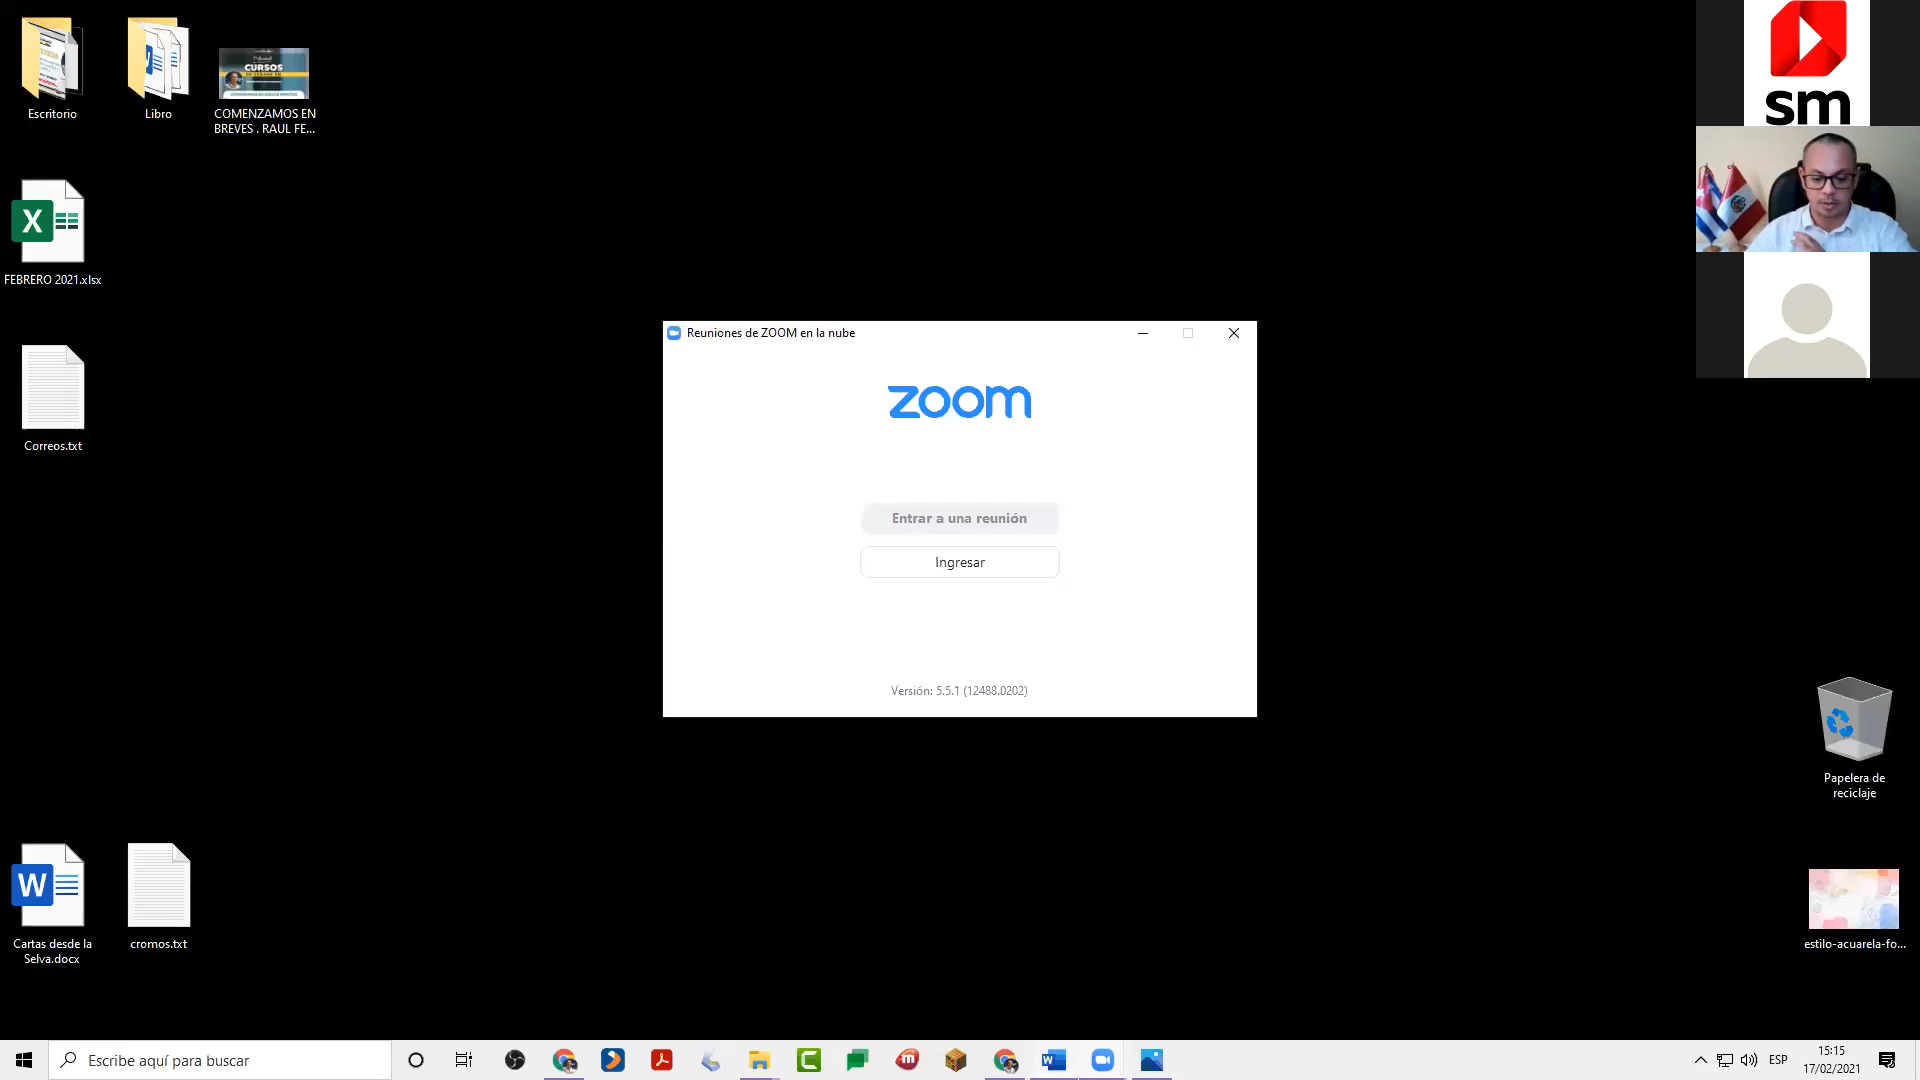 Escritorio
Libro
CURSOS
COMENZAMOS EN
BREVES . RAUL FE...
sm
X
FEBRERO 2021.xlsx
Correos.txt
Reuniones de ZOOM en la nube
zoom
Entrar a una reunión
Ingresar
Versión: 5.5.1 (12488.0202)
Papelera de
reciclaje
W
Cartas desde la
Selva.docx
cromos.txt
estilo-acuarela-fo...
Escribe aquí para buscar
ESP
15:15
17/02/2021